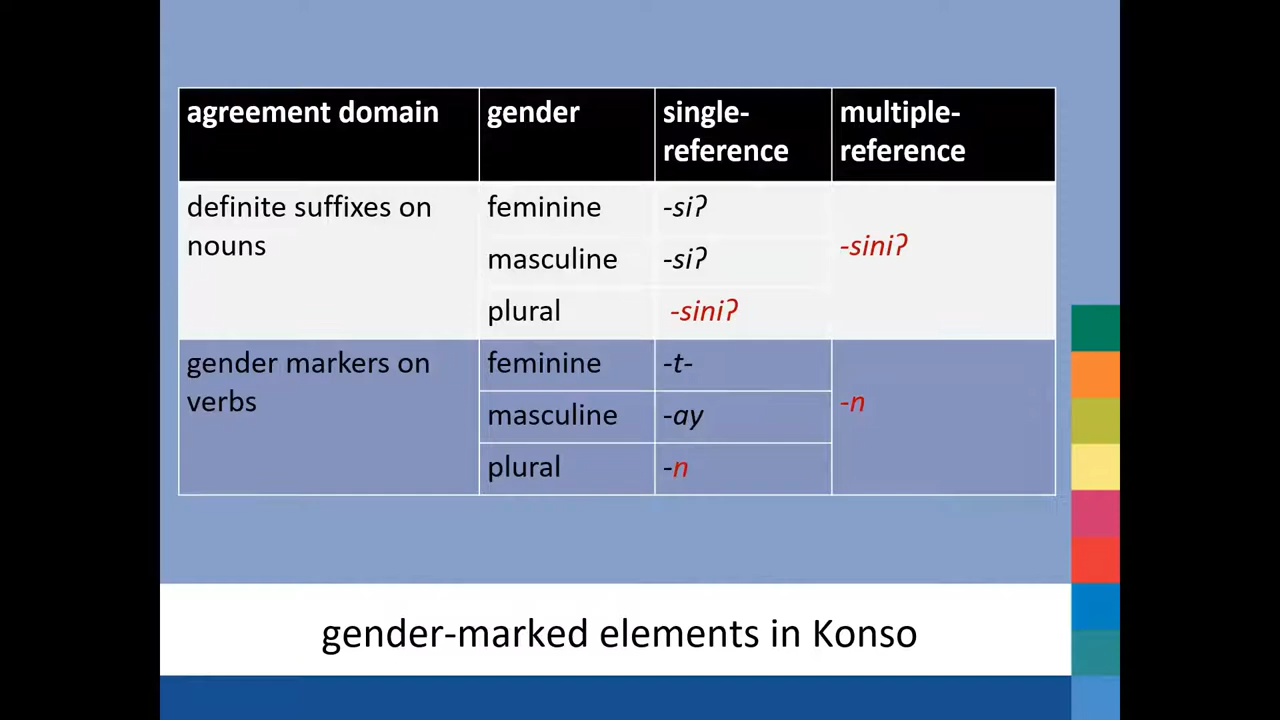 agreement domain gender single-reference multiple-reference
definite suffixes on nouns feminine -siʔ -siniʔ
masculine -siʔ
plural -siniʔ
gender markers on verbs feminine -t- -n
masculine -ay
plural -n
gender-marked elements in Konso